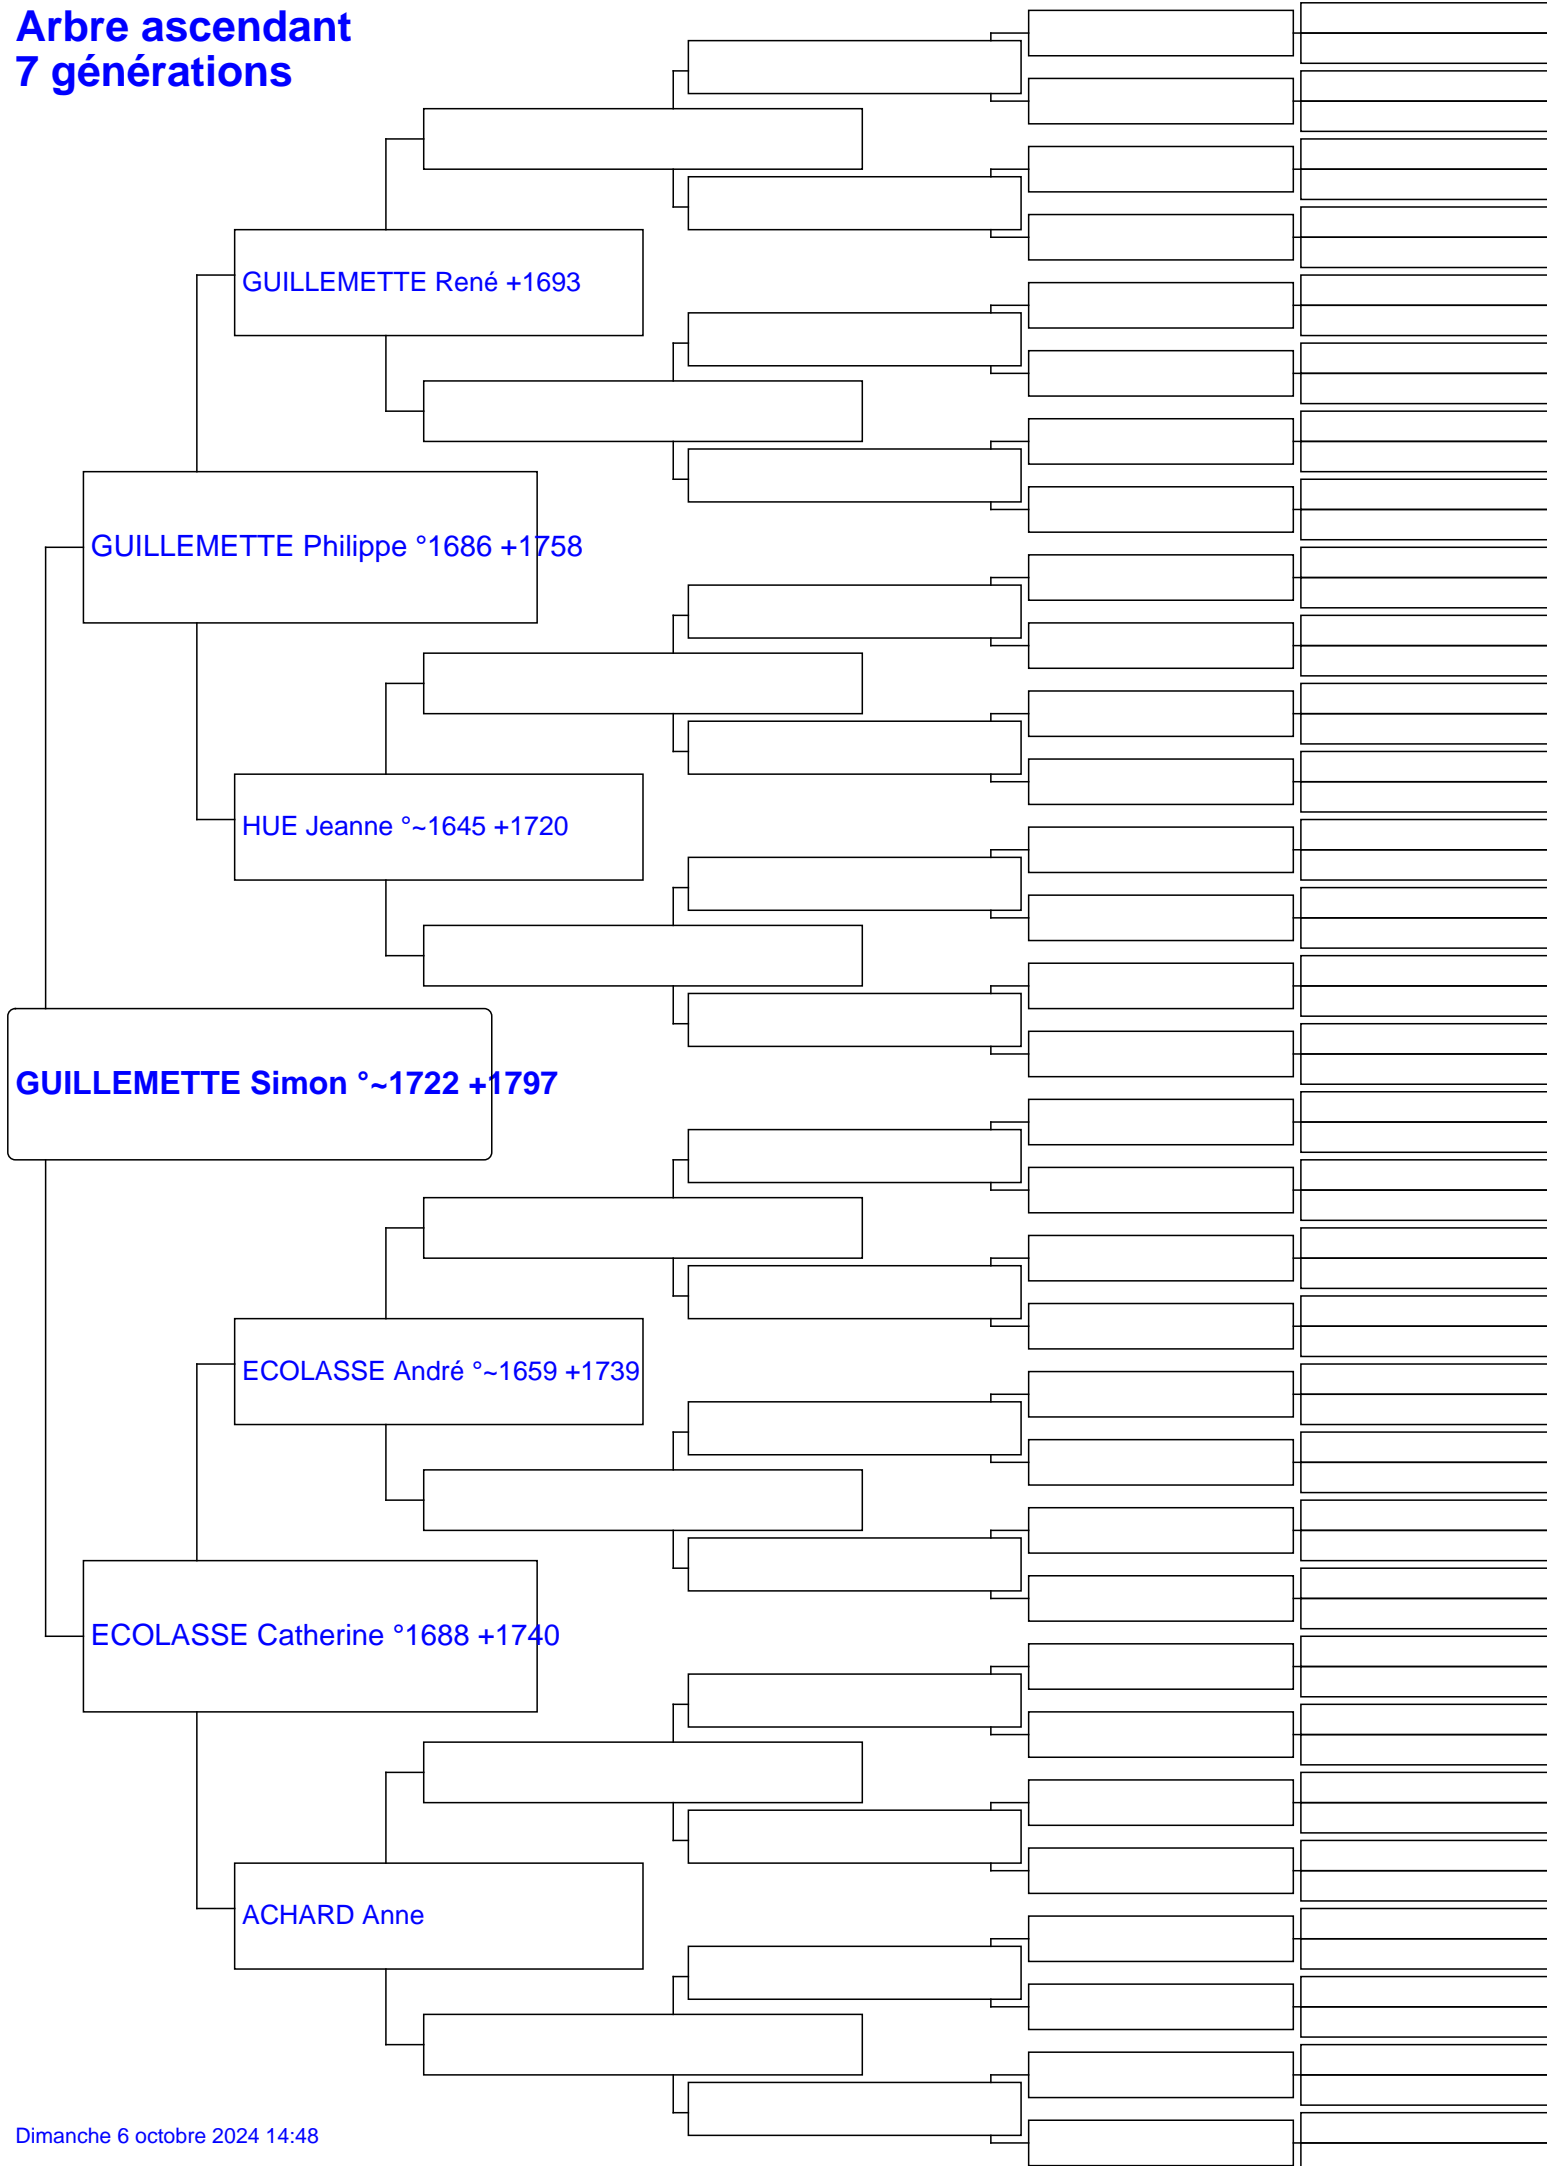 Arbre ascendant
7 générations
GUILLEMETTE René +1693
GUILLEMETTE Philippe °1686 +1758
HUE Jeanne °~1645 +1720
GUILLEMETTE Simon °~1722 +1797
ECOLASSE André °~1659 +1739
ECOLASSE Catherine °1688 +1740
ACHARD Anne
Dimanche 6 octobre 2024 14:48